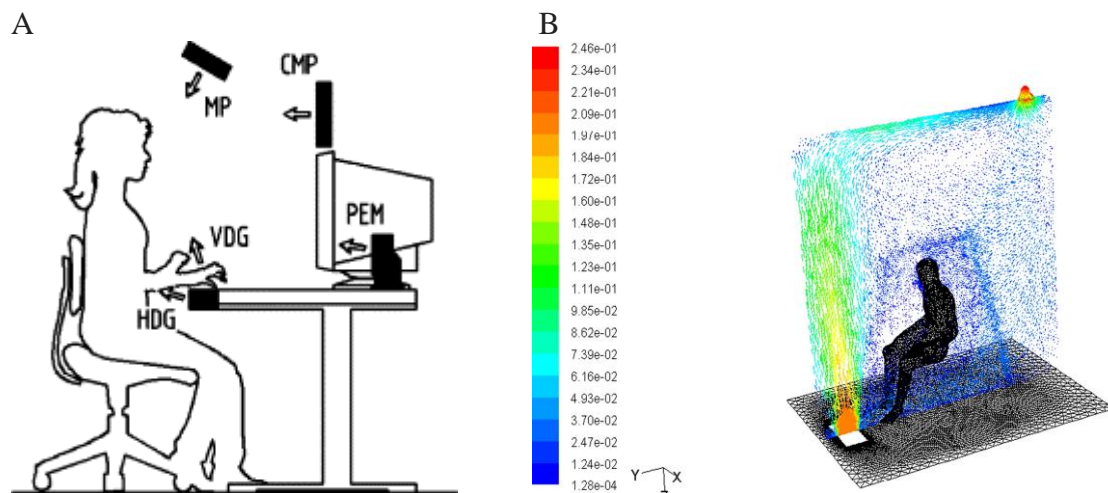 A
B
CMP
MP
PEM
VDG
HDG
2.46e-01
2.34e-01
2.21e-01
2.09e-01
1.97e-01
1.84e-01
1.72e-01
1.60e-01
1.48e-01
1.35e-01
1.23e-01
1.11e-01
9.85e-02
8.62e-02
7.39e-02
6.16e-02
4.93e-02
3.70e-02
2.47e-02
1.24e-02
1.28e-04
Y X